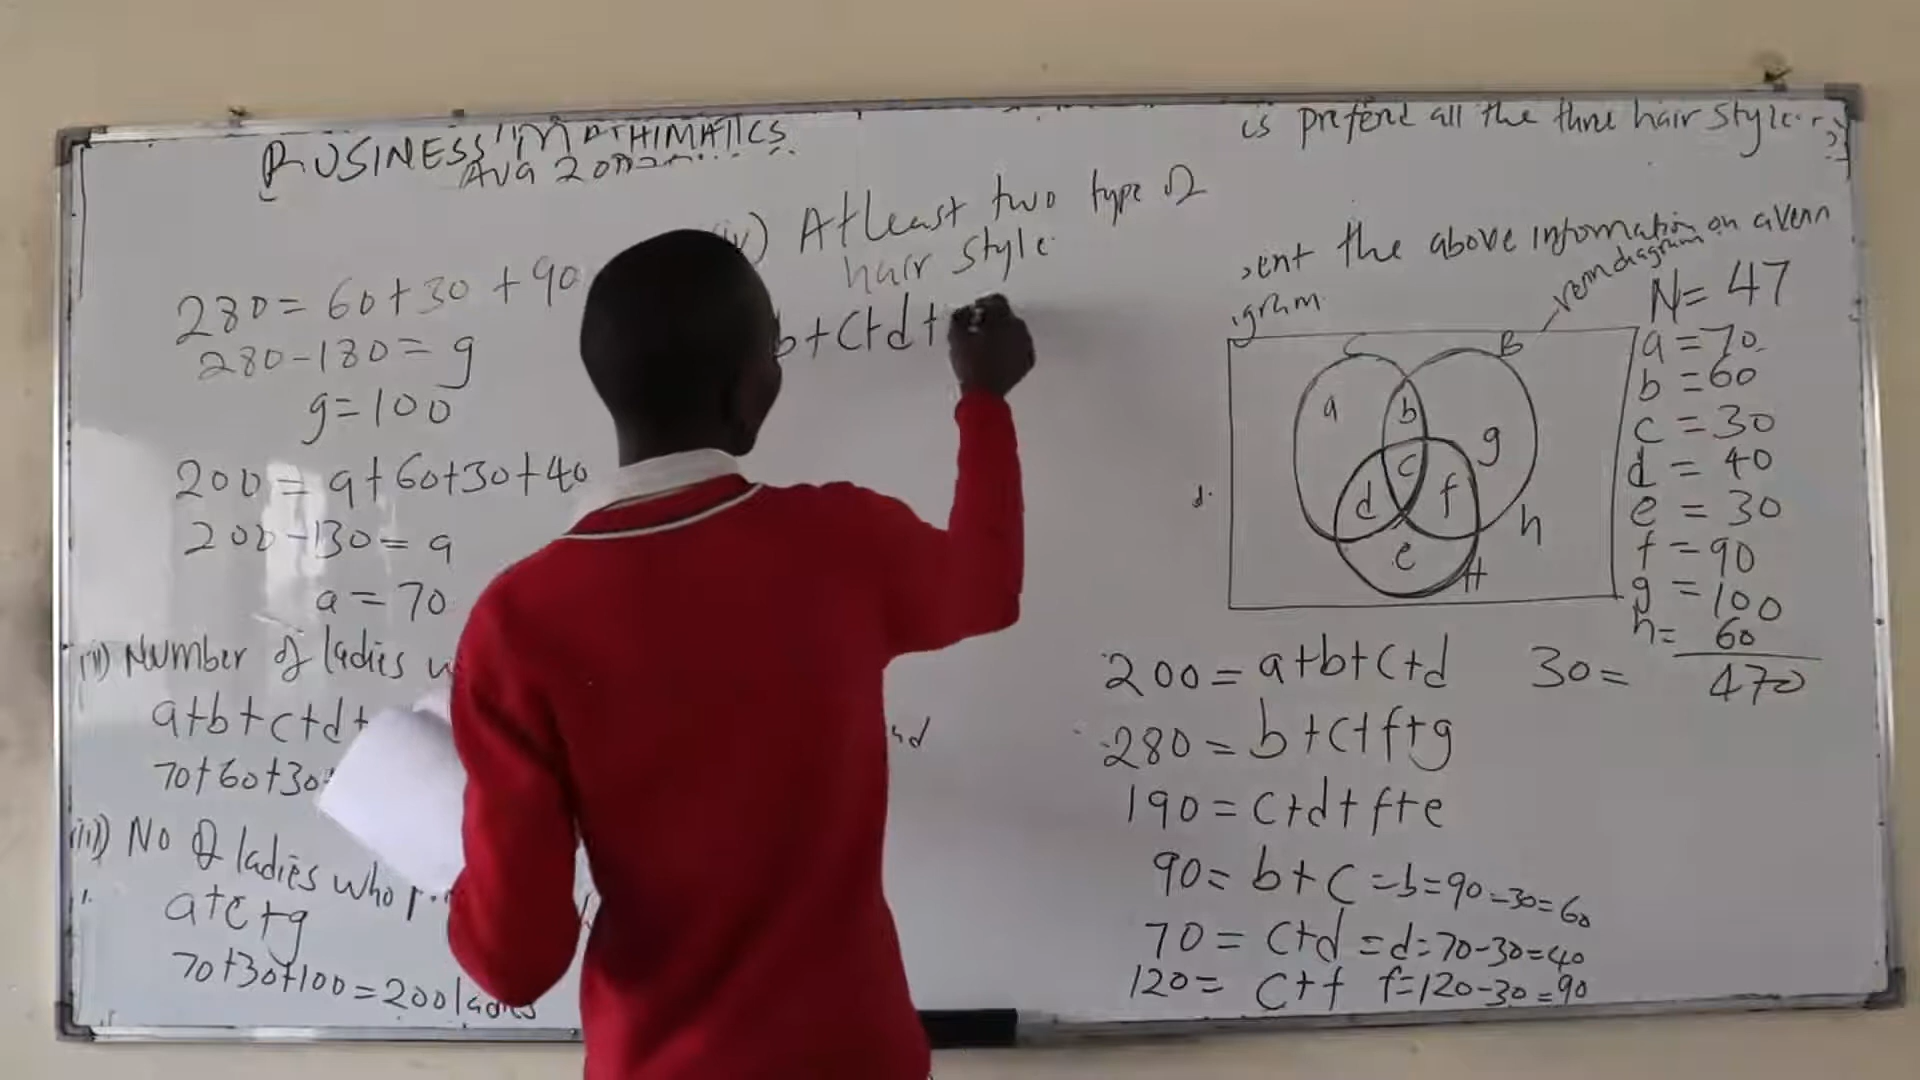 BUSINESS MATHIMATICS
280 = 60 + 30 + 90
280 - 180 = g
g = 100
200 = a + 60 + 30 + 40
200 - 130 = a
a = 70
(ii) Number of ladies
a + b + c + d +
70 + 60 + 30
(iii) No of ladies who
a + e + g
70 + 30 + 100 = 200 ladies
iv) Atleast two type of
hair style
b + c + d +
is preferd all the three hair style
sent the above information on a venn
gram
venn diagram
N = 47
C
B
a
b
g
c
d
f
h
e
H
a = 70
b = 60
c = 30
d = 40
e = 30
f = 90
g = 100
h = 60
470
200 = a + b + c + d
30 =
280 = b + c + f + g
190 = c + d + f + e
90 = b + c = b = 90 - 30 = 60
70 = c + d = d = 70 - 30 = 40
120 = c + f f = 120 - 30 = 90